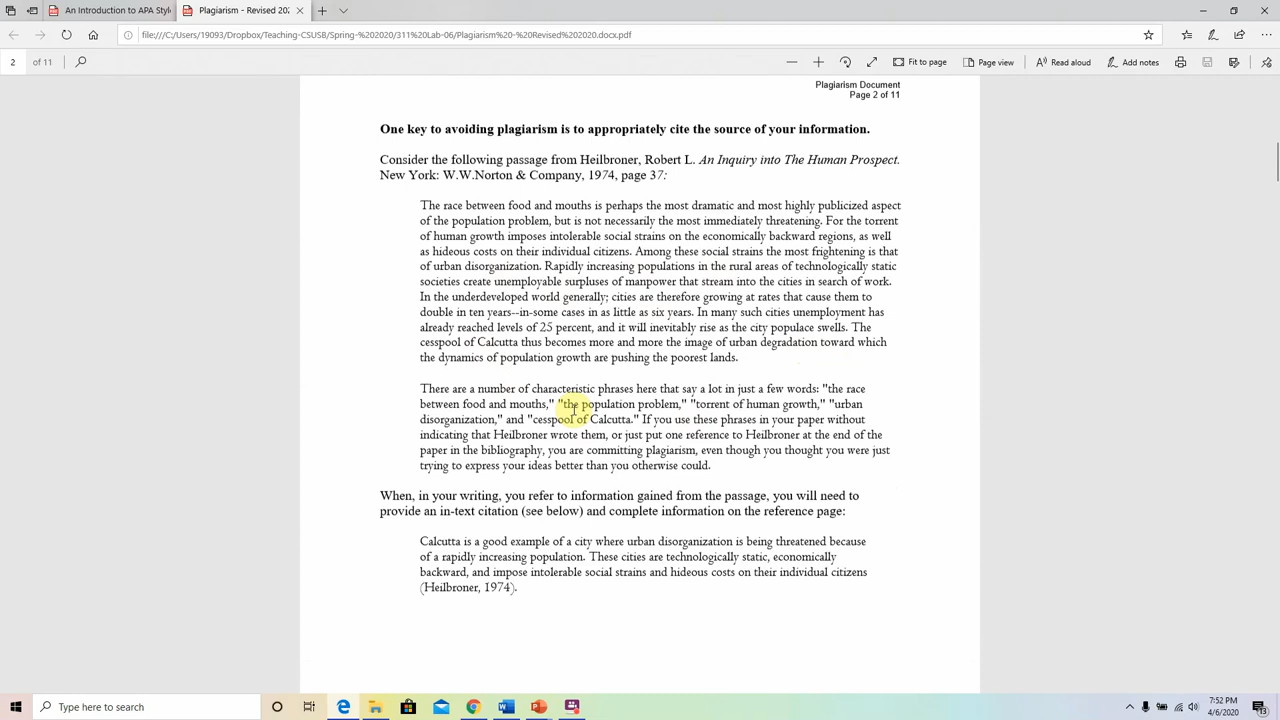 An Introduction to APA Styl
Plagiarism - Revised 202
file:///C:/Users/19093/Dropbox/Teaching-CSUSB/Spring-%202020/311%20Lab-06/Plagiarism%20-%20Revised%202020.docx.pdf
2 of 11
Fit to page
Page view
Read aloud
Add notes
Plagiarism Document
Page 2 of 11
One key to avoiding plagiarism is to appropriately cite the source of your information.
Consider the following passage from Heilbroner, Robert L. An Inquiry into The Human Prospect.
New York: W.W.Norton & Company, 1974, page 37:
The race between food and mouths is perhaps the most dramatic and most highly publicized aspect
of the population problem, but is not necessarily the most immediately threatening. For the torrent
of human growth imposes intolerable social strains on the economically backward regions, as well
as hideous costs on their individual citizens. Among these social strains the most frightening is that
of urban disorganization. Rapidly increasing populations in the rural areas of technologically static
societies create unemployable surpluses of manpower that stream into the cities in search of work.
In the underdeveloped world generally; cities are therefore growing at rates that cause them to
double in ten years--in-some cases in as little as six years. In many such cities unemployment has
already reached levels of 25 percent, and it will inevitably rise as the city populace swells. The
cesspool of Calcutta thus becomes more and more the image of urban degradation toward which
the dynamics of population growth are pushing the poorest lands.
There are a number of characteristic phrases here that say a lot in just a few words: "the race
between food and mouths," "the population problem," "torrent of human growth," "urban
disorganization," and "cesspool of Calcutta." If you use these phrases in your paper without
indicating that Heilbroner wrote them, or just put one reference to Heilbroner at the end of the
paper in the bibliography, you are committing plagiarism, even though you thought you were just
trying to express your ideas better than you otherwise could.
When, in your writing, you refer to information gained from the passage, you will need to
provide an in-text citation (see below) and complete information on the reference page:
Calcutta is a good example of a city where urban disorganization is being threatened because
of a rapidly increasing population. These cities are technologically static, economically
backward, and impose intolerable social strains and hideous costs on their individual citizens
(Heilbroner, 1974).
Type here to search
7:52 PM
4/6/2020